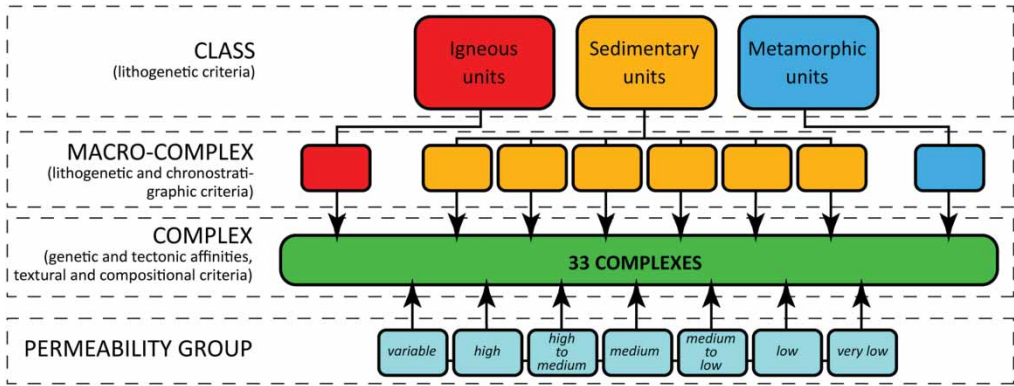 CLASS
(lithogenetic criteria)
Igneous
units
Sedimentary
units
Metamorphic
units
MACRO-COMPLEX
(lithogenetic and chronostrati-
graphic criteria)
COMPLEX
(genetic and tectonic affinities,
textural and compositional criteria)
33 COMPLEXES
PERMEABILITY GROUP
variable
high
high
to
medium
medium
medium
to
low
low
very low